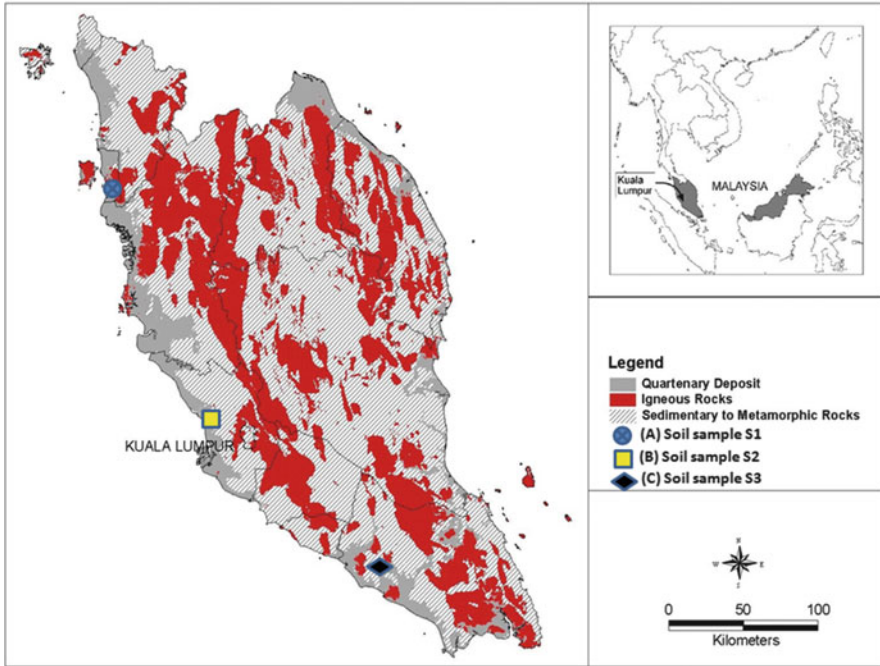 KUALA LUMPUR
Kuala
Lumpur
MALAYSIA
Legend
Quartenary Deposit
Igneous Rocks
Sedimentary to Metamorphic Rocks
(A) Soil sample S1
(B) Soil sample S2
(C) Soil sample S3
N
W E
S
0 50 100
Kilometers